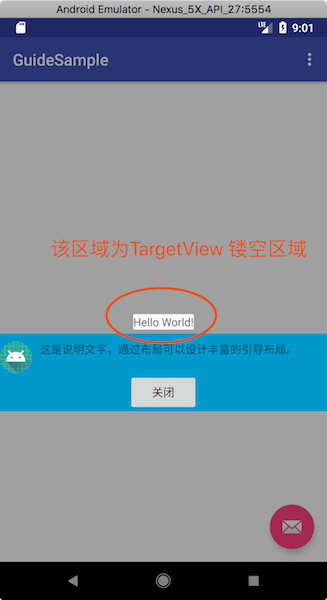 Android Emulator - Nexus_5X_API_27:5554
LTE 9:01
GuideSample
该区域为TargetView 镂空区域
Hello World!
这是说明文字，通过布局可以设计丰富的引导布局。
关闭